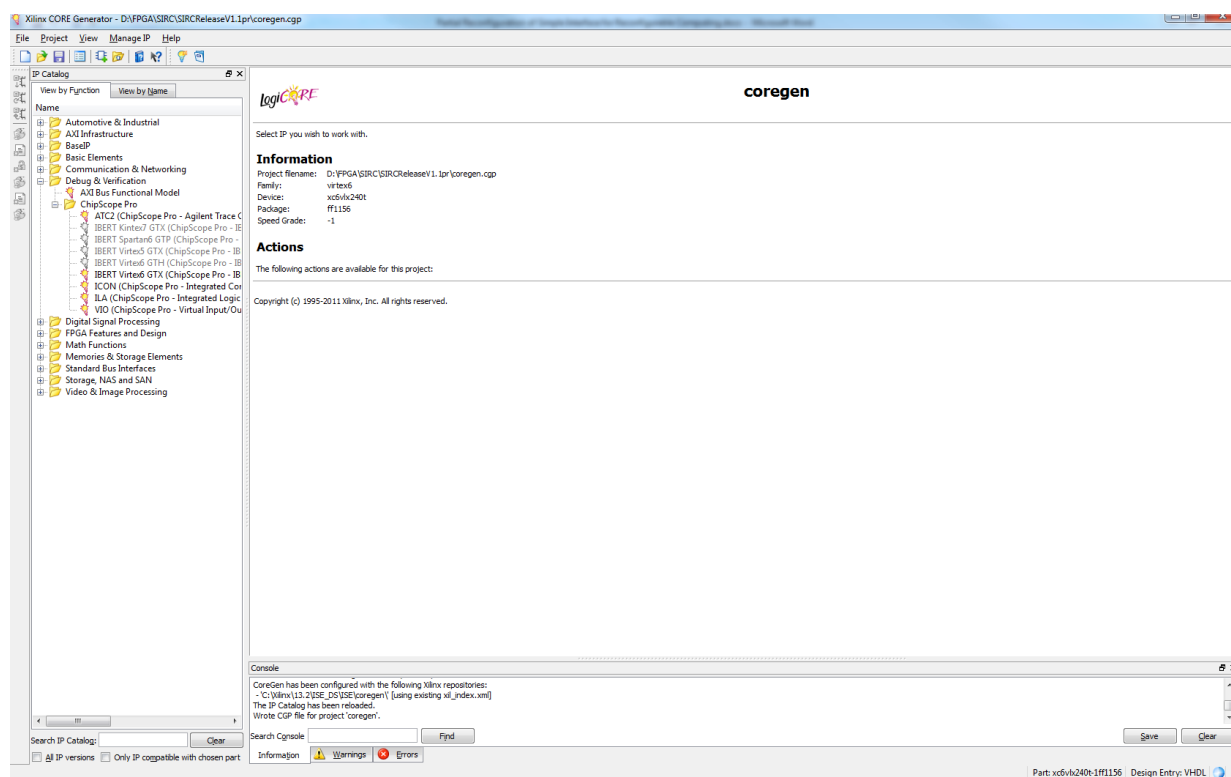 Xilinx CORE Generator - D:\FPGA\SIRC\SIRCReleaseV1.1pr\coregen.cgp
Partial Reconfiguration of Simple Interface for Reconfigurable Computing.docx - Microsoft Word
File Project View Manage IP Help
IP Catalog
View by Function View by Name
Name
Automotive & Industrial
AXI Infrastructure
BaseIP
Basic Elements
Communication & Networking
Debug & Verification
AXI Bus Functional Model
ChipScope Pro
ATC2 (ChipScope Pro - Agilent Trace C
IBERT Kintex7 GTX (ChipScope Pro - IE
IBERT Spartan6 GTP (ChipScope Pro -
IBERT Virtex5 GTX (ChipScope Pro - IB
IBERT Virtex6 GTH (ChipScope Pro - IB
IBERT Virtex6 GTX (ChipScope Pro - IB
ICON (ChipScope Pro - Integrated Cor
ILA (ChipScope Pro - Integrated Logic
VIO (ChipScope Pro - Virtual Input/Ou
Digital Signal Processing
FPGA Features and Design
Math Functions
Memories & Storage Elements
Standard Bus Interfaces
Storage, NAS and SAN
Video & Image Processing
Search IP Catalog: Clear
All IP versions Only IP compatible with chosen part
logiCORE
coregen
Select IP you wish to work with.
Information
Project filename: D:\FPGA\SIRC\SIRCReleaseV1.1pr\coregen.cgp
Family: virtex6
Device: xc6vlx240t
Package: ff1156
Speed Grade: -1
Actions
The following actions are available for this project:
Copyright (c) 1995-2011 Xilinx, Inc. All rights reserved.
Console
CoreGen has been configured with the following Xilinx repositories:
- 'C:\Xilinx\13.2\ISE_DS\ISE\coregen\' [using existing xil_index.xml]
The IP Catalog has been reloaded.
Wrote CGP file for project 'coregen'.
Search Console Find Save Clear
Information Warnings Errors
Part: xc6vlx240t-1ff1156 Design Entry: VHDL